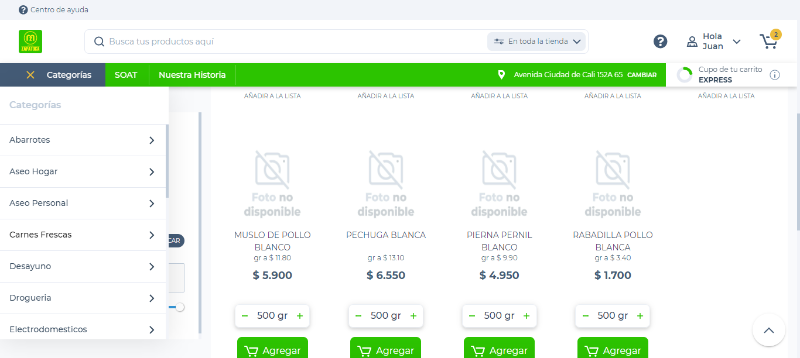 Centro de ayuda
Busca tus productos aquí
En toda la tienda
Hola
Juan
2
Categorías
SOAT
Nuestra Historia
Avenida Ciudad de Cali 152A 65 CAMBIAR
Cupo de tu carrito
EXPRESS
Categorías
Abarrotes
Aseo Hogar
Aseo Personal
Carnes Frescas
Desayuno
Drogueria
Electrodomesticos
CAR
AÑADIR A LA LISTA
AÑADIR A LA LISTA
AÑADIR A LA LISTA
AÑADIR A LA LISTA
AÑADIR A LA LISTA
Foto no
disponible
MUSLO DE POLLO
BLANCO
gr a $ 11.80
$ 5.900
500 gr
Agregar
Foto no
disponible
PECHUGA BLANCA
gr a $ 13.10
$ 6.550
500 gr
Agregar
Foto no
disponible
PIERNA PERNIL
BLANCO
gr a $ 9.90
$ 4.950
500 gr
Agregar
Foto no
disponible
RABADILLA POLLO
BLANCA
gr a $ 3.40
$ 1.700
500 gr
Agregar